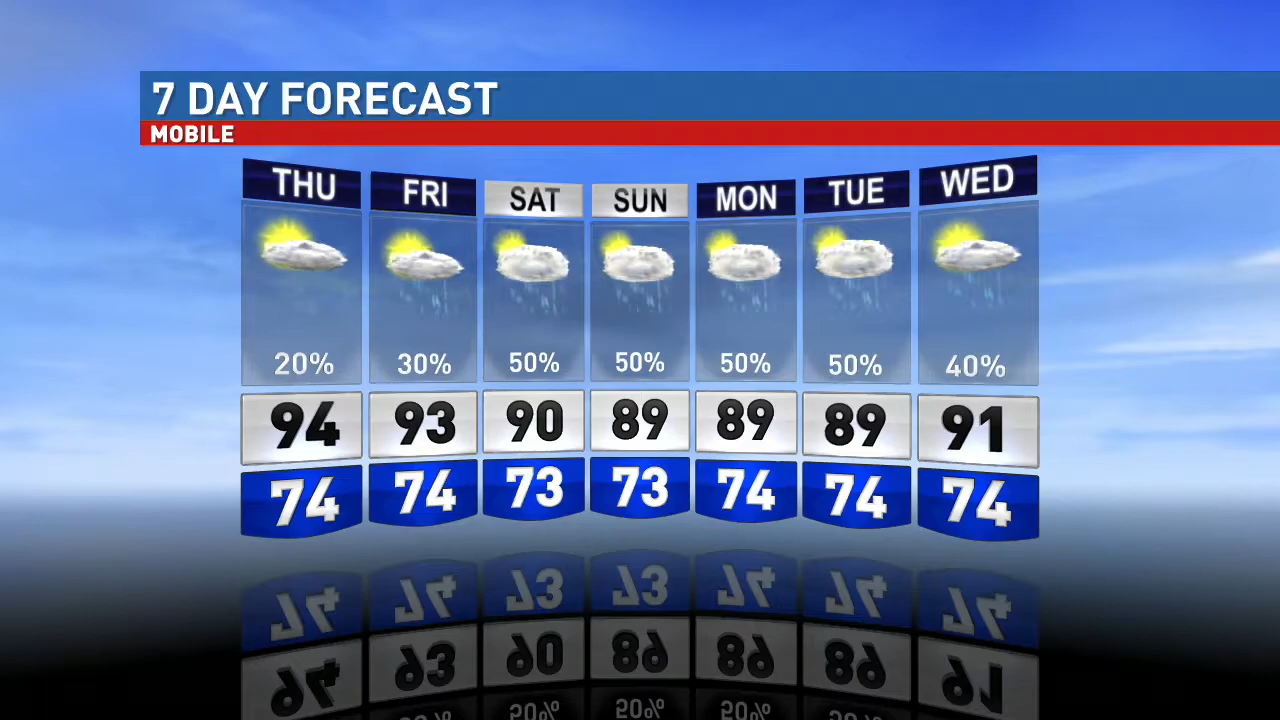 7 DAY FORECAST
MOBILE
THU FRI SAT SUN MON TUE WED
20% 30% 50% 50% 50% 50% 40%
94 93 90 89 89 89 91
74 74 73 73 74 74 74